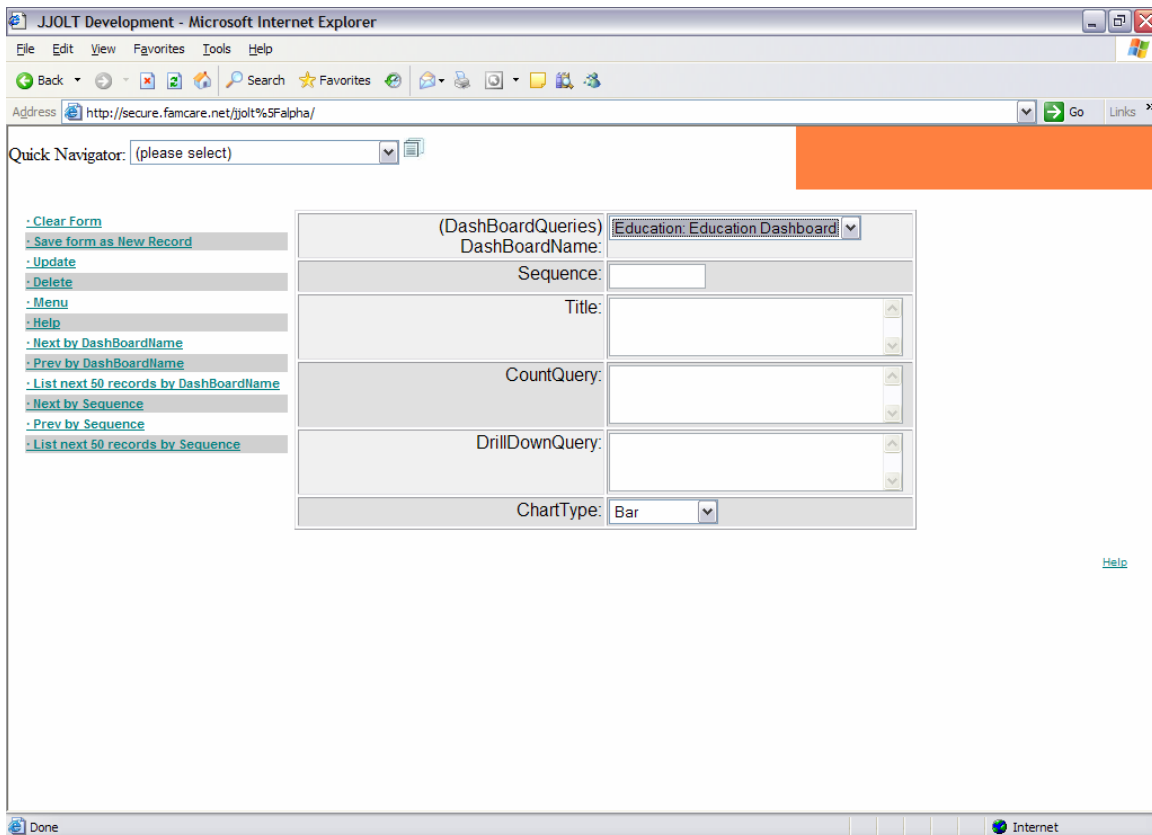 JJOLT Development - Microsoft Internet Explorer
File Edit View Favorites Tools Help
Back Search Favorites
Address http://secure.famcare.net/jjolt%5Falpha/ Go Links »
Quick Navigator: (please select)
· Clear Form
· Save form as New Record
· Update
· Delete
· Menu
· Help
· Next by DashBoardName
· Prev by DashBoardName
· List next 50 records by DashBoardName
· Next by Sequence
· Prev by Sequence
· List next 50 records by Sequence
(DashBoardQueries)
DashBoardName: Education: Education Dashboard
Sequence:
Title:
CountQuery:
DrillDownQuery:
ChartType: Bar
Help
Done Internet